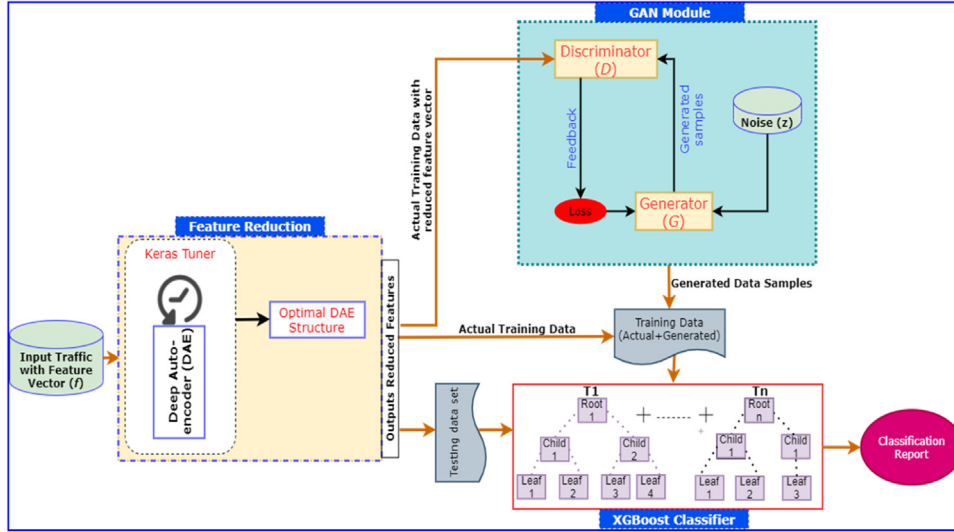 GAN Module
Discriminator
(D)
Actual Training Data with
reduced feature vector
Feedback
Generated
samples
Noise (z)
Loss
Generator
(G)
Feature Reduction
Keras Tuner
Deep Auto-
encoder (DAE)
Optimal DAE
Structure
Input Traffic
with Feature
Vector (f)
Outputs Reduced Features
Generated Data Samples
Actual Training Data
Training Data
(Actual+Generated)
Testing data set
T1
Root
1
+ ------- +
Tn
Root
n
Child
1
Child
2
Child
1
Child
1
Leaf
1
Leaf
2
Leaf
3
Leaf
4
Leaf
1
Leaf
2
Leaf
3
Classification
Report
XGBoost Classifier